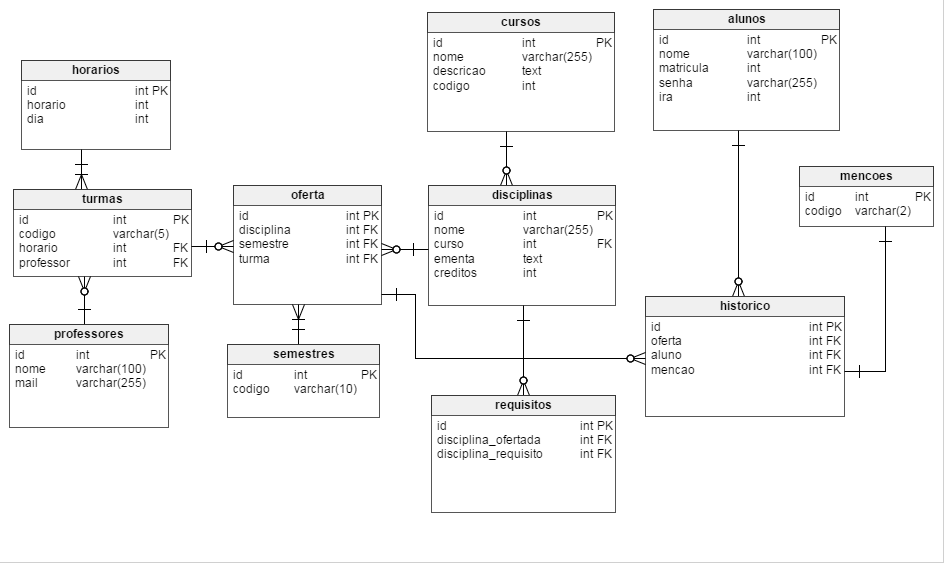 cursos
id int PK
nome varchar(255)
descricao text
codigo int
alunos
id int PK
nome varchar(100)
matricula int
senha varchar(255)
ira int
horarios
id int PK
horario int
dia int
mencoes
id int PK
codigo varchar(2)
turmas
id int PK
codigo varchar(5)
horario int FK
professor int FK
oferta
id int PK
disciplina int FK
semestre int FK
turma int FK
disciplinas
id int PK
nome varchar(255)
curso int FK
ementa text
creditos int
historico
id int PK
oferta int FK
aluno int FK
mencao int FK
professores
id int PK
nome varchar(100)
mail varchar(255)
semestres
id int PK
codigo varchar(10)
requisitos
id int PK
disciplina_ofertada int FK
disciplina_requisito int FK